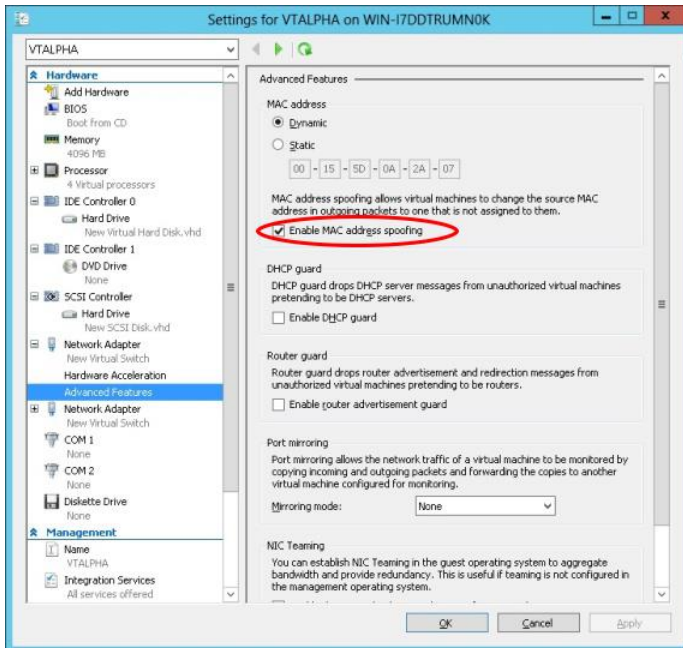 Settings for VTALPHA on WIN-I7DDTRUMN0K
VTALPHA
Hardware
Add Hardware
BIOS
Boot from CD
Memory
4096 MB
Processor
4 Virtual processors
IDE Controller 0
Hard Drive
New Virtual Hard Disk.vhd
IDE Controller 1
DVD Drive
None
SCSI Controller
Hard Drive
New SCSI Disk.vhd
Network Adapter
New Virtual Switch
Hardware Acceleration
Advanced Features
Network Adapter
New Virtual Switch
COM 1
None
COM 2
None
Diskette Drive
None
Management
Name
VTALPHA
Integration Services
All services offered
Advanced Features
MAC address
Dynamic
Static
00 - 15 - 5D - 0A - 2A - 07
MAC address spoofing allows virtual machines to change the source MAC
address in outgoing packets to one that is not assigned to them.
Enable MAC address spoofing
DHCP guard
DHCP guard drops DHCP server messages from unauthorized virtual machines
pretending to be DHCP servers.
Enable DHCP guard
Router guard
Router guard drops router advertisement and redirection messages from
unauthorized virtual machines pretending to be routers.
Enable router advertisement guard
Port mirroring
Port mirroring allows the network traffic of a virtual machine to be monitored by
copying incoming and outgoing packets and forwarding the copies to another
virtual machine configured for monitoring.
Mirroring mode: None
NIC Teaming
You can establish NIC Teaming in the guest operating system to aggregate
bandwidth and provide redundancy. This is useful if teaming is not configured in
the management operating system.
OK Cancel Apply